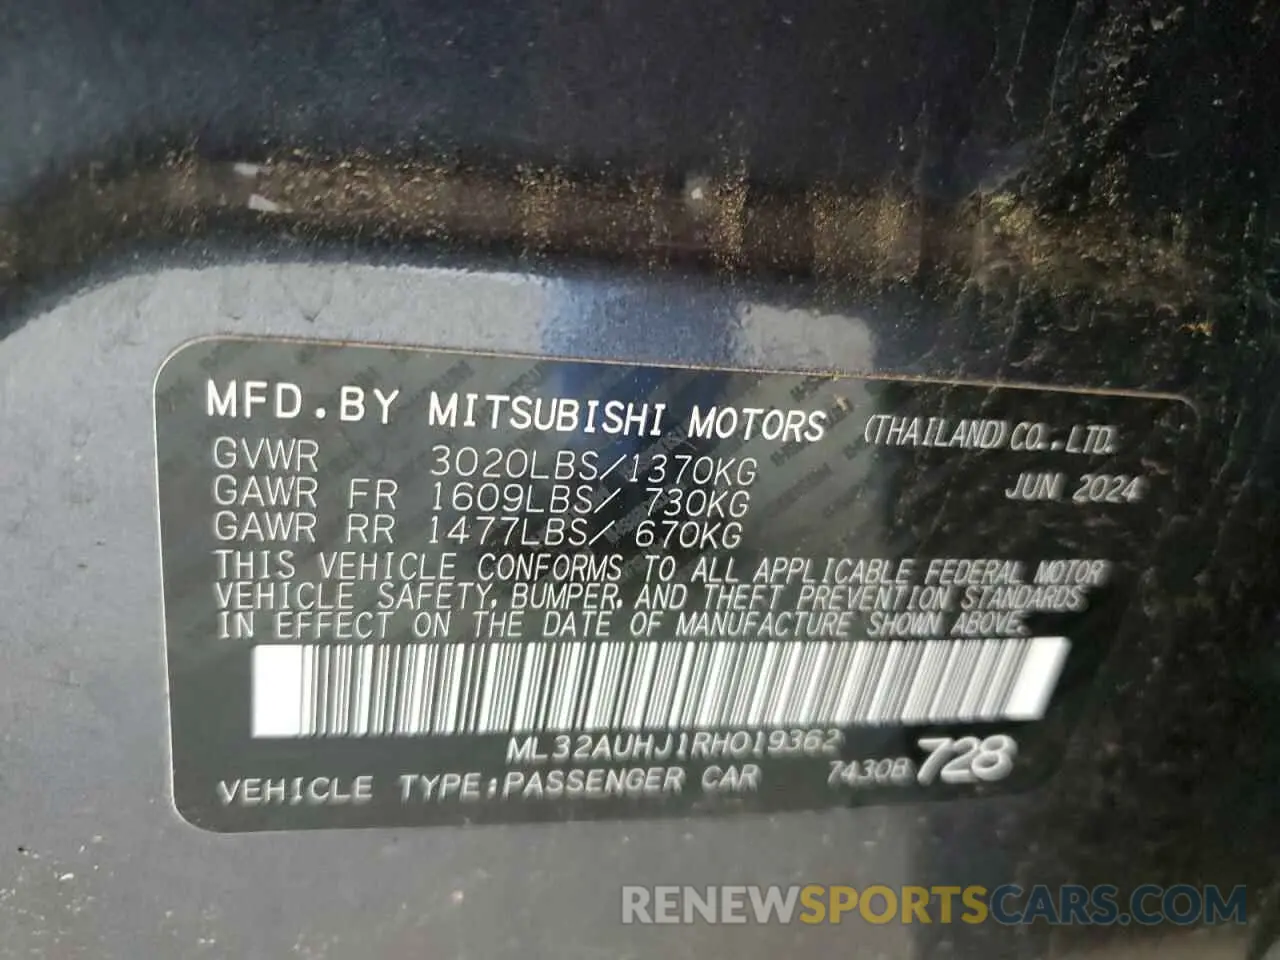 MFD.BY MITSUBISHI MOTORS (THAILAND) CO.,LTD.
GVWR 3020LBS/1370KG JUN 2024
GAWR FR 1609LBS/ 730KG
GAWR RR 1477LBS/ 670KG
THIS VEHICLE CONFORMS TO ALL APPLICABLE FEDERAL MOTOR
VEHICLE SAFETY, BUMPER, AND THEFT PREVENTION STANDARDS
IN EFFECT ON THE DATE OF MANUFACTURE SHOWN ABOVE.
ML32AUHJ1RH019362
VEHICLE TYPE:PASSENGER CAR 7430B 728
RENEWSPORTSCARS.COM